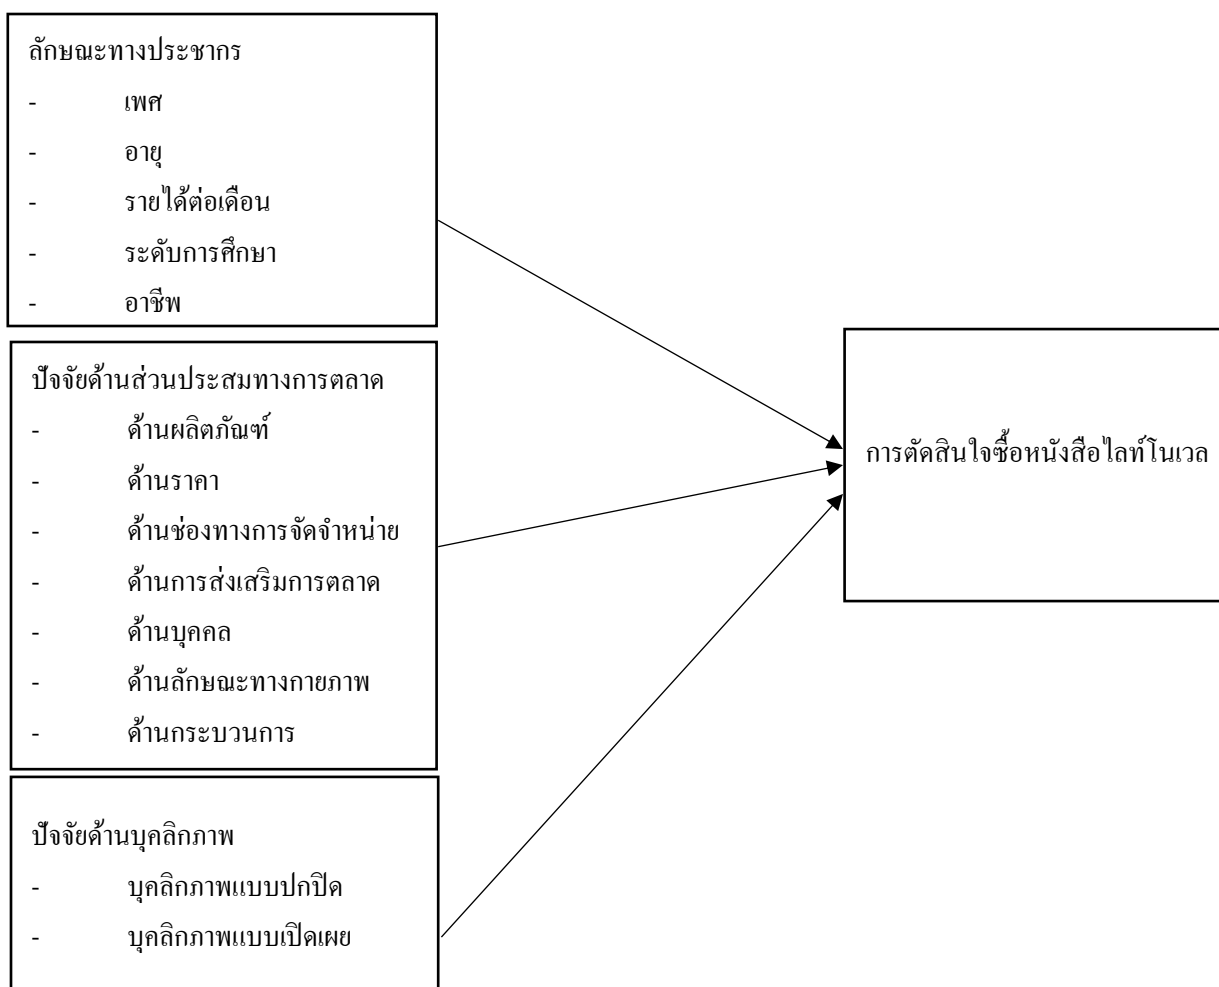 ลักษณะทางประชากร
- เพศ
- อายุ
- รายได้ต่อเดือน
- ระดับการศึกษา
- อาชีพ
ปัจจัยด้านส่วนประสมทางการตลาด
- ด้านผลิตภัณฑ์
- ด้านราคา
- ด้านช่องทางการจัดจำหน่าย
- ด้านการส่งเสริมการตลาด
- ด้านบุคคล
- ด้านลักษณะทางกายภาพ
- ด้านกระบวนการ
ปัจจัยด้านบุคลิกภาพ
- บุคลิกภาพแบบปกปิด
- บุคลิกภาพแบบเปิดเผย
การตัดสินใจซื้อหนังสือไลท์โนเวล